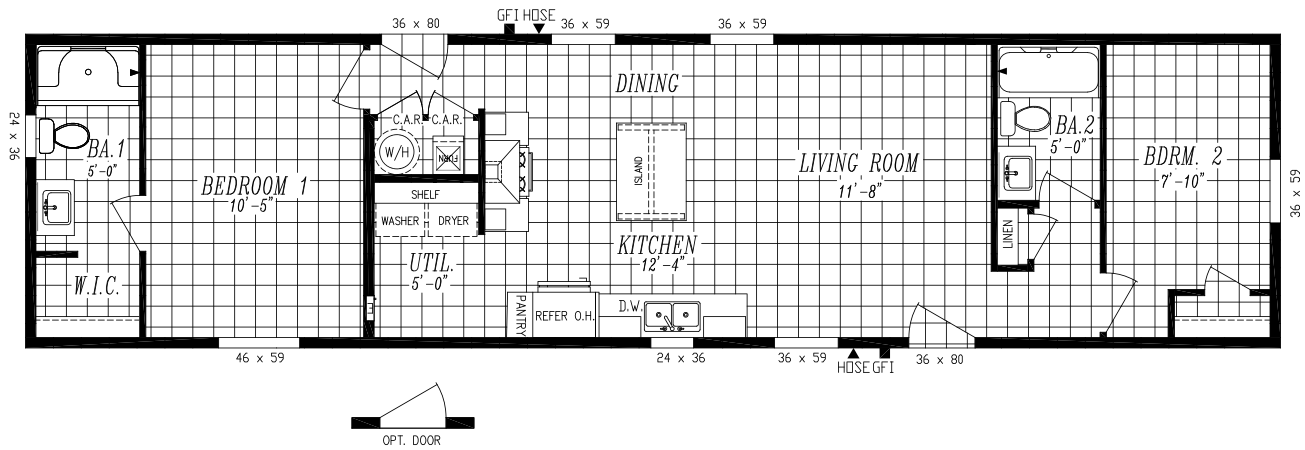 GFI HOSE
36 x 80
36 x 59
36 x 59
24 x 36
BA.1
5'-0"
W.I.C.
BEDROOM 1
10'-5"
C.A.R. C.A.R.
W/H
FURN
SHELF
WASHER
DRYER
UTIL.
5'-0"
E
DINING
ISLAND
KITCHEN
12'-4"
PANTRY
REFER O.H.
D.W.
LIVING ROOM
11'-8"
BA.2
5'-0"
LINEN
BDRM. 2
7'-10"
36 x 59
46 x 59
24 x 36
36 x 59
HOSE GFI
36 x 80
OPT. DOOR